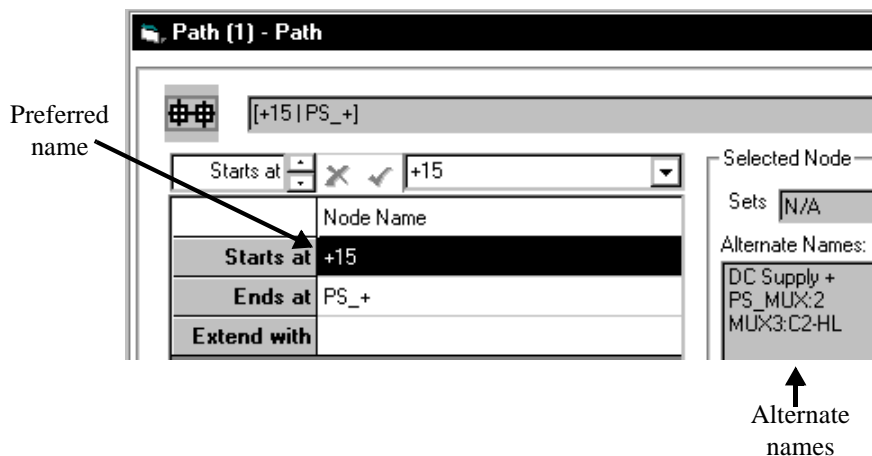 Path (1) - Path
Preferred
name
[+15 | PS_+]
Starts at
+15
Selected Node
Sets
N/A
Node Name
Alternate Names:
Starts at
+15
DC Supply +
PS_MUX:2
MUX3:C2-HL
Ends at
PS_+
Extend with
Alternate
names